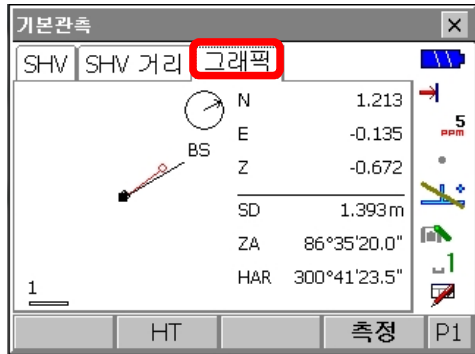 기본관측
SHV SHV 거리 그래픽
N 1.213
E -0.135
BS
Z -0.672
SD 1.393m
ZA 86°35'20.0"
HAR 300°41'23.5"
1
5
PPM
1
HT 측정 P1